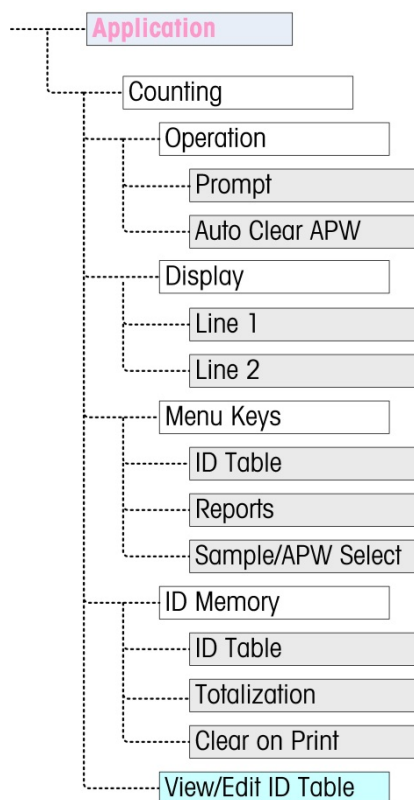 Application
Counting
Operation
Prompt
Auto Clear APW
Display
Line 1
Line 2
Menu Keys
ID Table
Reports
Sample/APW Select
ID Memory
ID Table
Totalization
Clear on Print
View/Edit ID Table